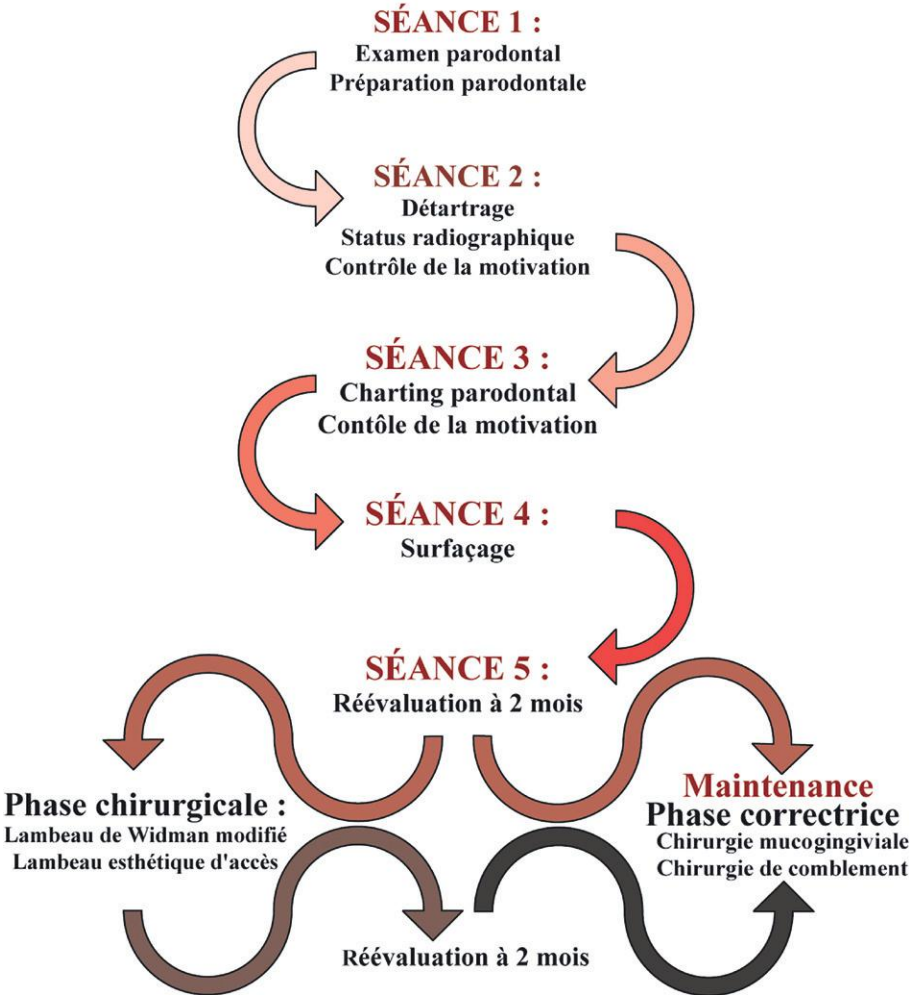 SÉANCE 1 :
Examen parodontal
Préparation parodontale
SÉANCE 2 :
Détartrage
Status radiographique
Contrôle de la motivation
SÉANCE 3 :
Charting parodontal
Contôle de la motivation
SÉANCE 4 :
Surfaçage
SÉANCE 5 :
Réévaluation à 2 mois
Phase chirurgicale :
Lambeau de Widman modifié
Lambeau esthétique d'accès
Maintenance
Phase correctrice
Chirurgie mucogingiviale
Chirurgie de comblement
Réévaluation à 2 mois